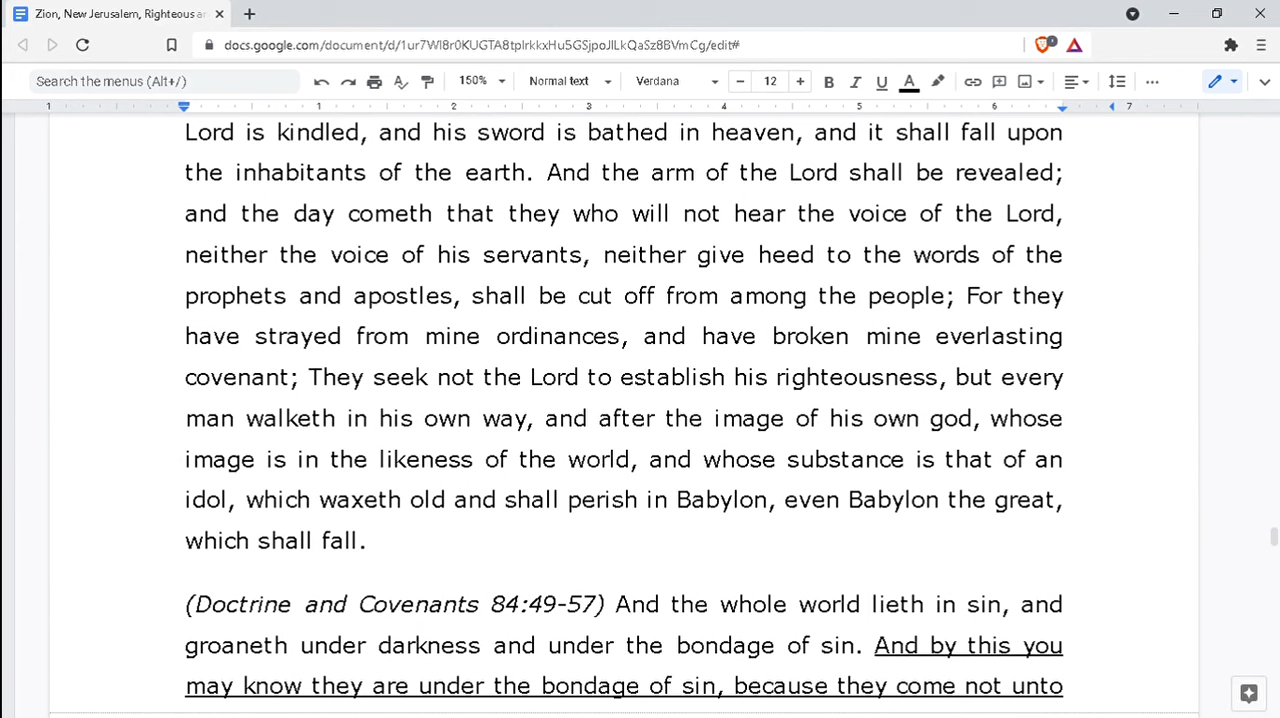 Zion, New Jerusalem, Righteous ar
docs.google.com/document/d/1ur7Wl8r0KUGTA8tplrkkxHu5GSjpoJlLkQaSz8BVmCg/edit#
Search the menus (Alt+/)
150%
Normal text
Verdana
12
B I U A
1 1 2 3 4 5 6 7
Lord is kindled, and his sword is bathed in heaven, and it shall fall upon
the inhabitants of the earth. And the arm of the Lord shall be revealed;
and the day cometh that they who will not hear the voice of the Lord,
neither the voice of his servants, neither give heed to the words of the
prophets and apostles, shall be cut off from among the people; For they
have strayed from mine ordinances, and have broken mine everlasting
covenant; They seek not the Lord to establish his righteousness, but every
man walketh in his own way, and after the image of his own god, whose
image is in the likeness of the world, and whose substance is that of an
idol, which waxeth old and shall perish in Babylon, even Babylon the great,
which shall fall.
(Doctrine and Covenants 84:49-57) And the whole world lieth in sin, and
groaneth under darkness and under the bondage of sin. And by this you
may know they are under the bondage of sin, because they come not unto